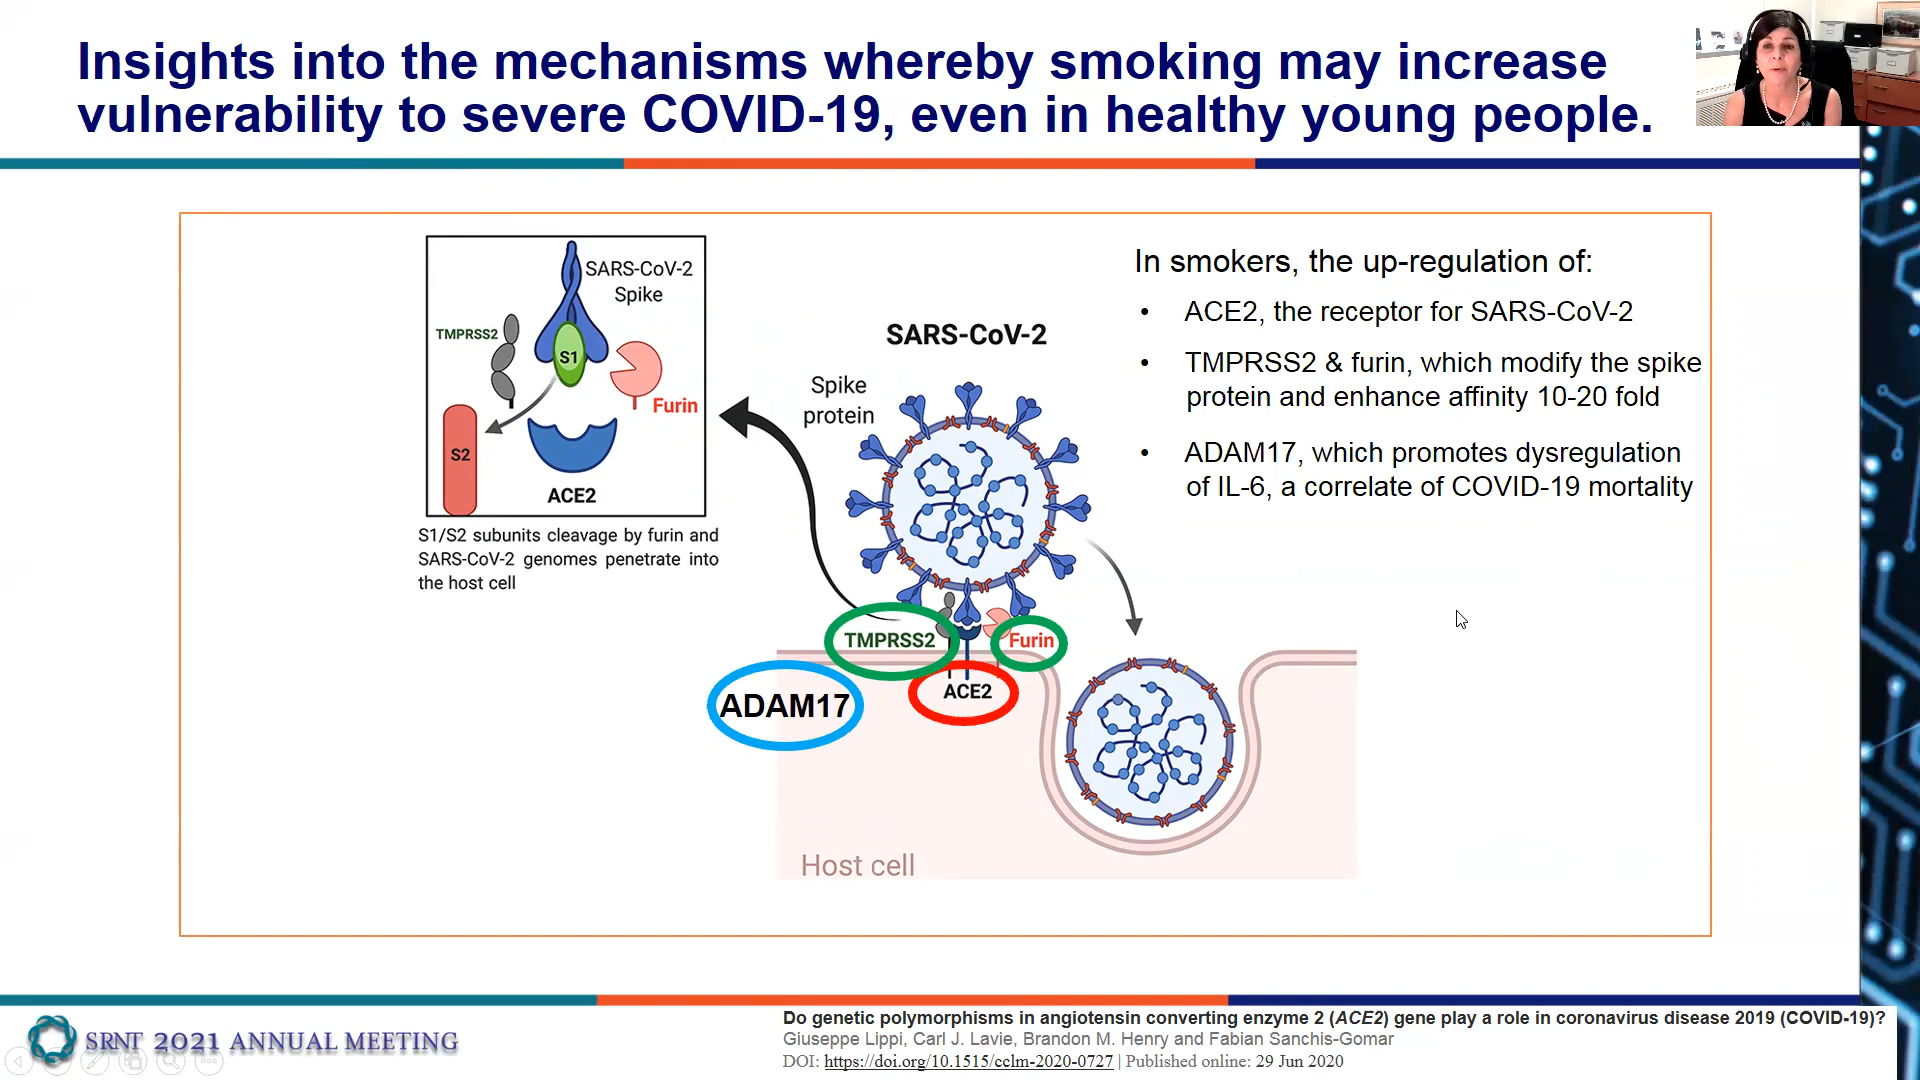 Insights into the mechanisms whereby smoking may increase
vulnerability to severe COVID-19, even in healthy young people.
SARS-CoV-2
Spike
TMPRSS2
S1
Furin
S2
ACE2
S1/S2 subunits cleavage by furin and
SARS-CoV-2 genomes penetrate into
the host cell
SARS-CoV-2
Spike
protein
TMPRSS2
Furin
ADAM17
ACE2
Host cell
In smokers, the up-regulation of:
• ACE2, the receptor for SARS-CoV-2
• TMPRSS2 & furin, which modify the spike
protein and enhance affinity 10-20 fold
• ADAM17, which promotes dysregulation
of IL-6, a correlate of COVID-19 mortality
SRNT 2021 ANNUAL MEETING
Do genetic polymorphisms in angiotensin converting enzyme 2 (ACE2) gene play a role in coronavirus disease 2019 (COVID-19)?
Giuseppe Lippi, Carl J. Lavie, Brandon M. Henry and Fabian Sanchis-Gomar
DOI: https://doi.org/10.1515/cclm-2020-0727 | Published online: 29 Jun 2020